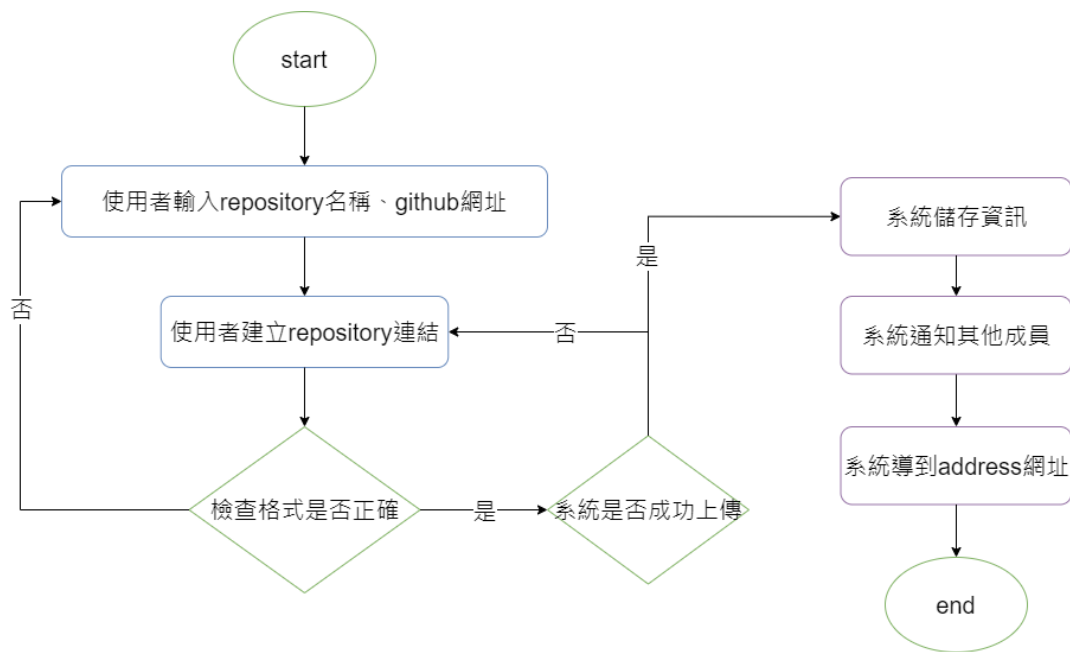 start
使用者輸入repository名稱、github網址
否
使用者建立repository連結
檢查格式是否正確
是
系統是否成功上傳
否
是
系統儲存資訊
系統通知其他成員
系統導到address網址
end